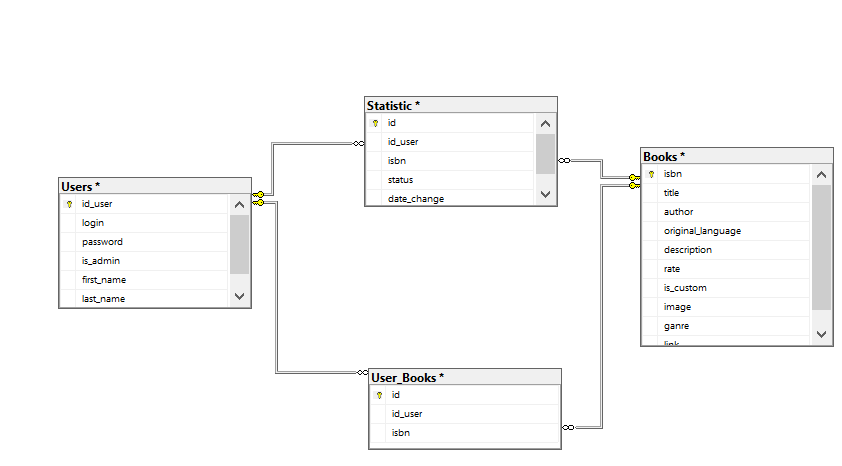 Statistic *
id
id_user
isbn
status
date_change
Books *
isbn
title
author
original_language
description
rate
is_custom
image
ganre
link
Users *
id_user
login
password
is_admin
first_name
last_name
User_Books *
id
id_user
isbn